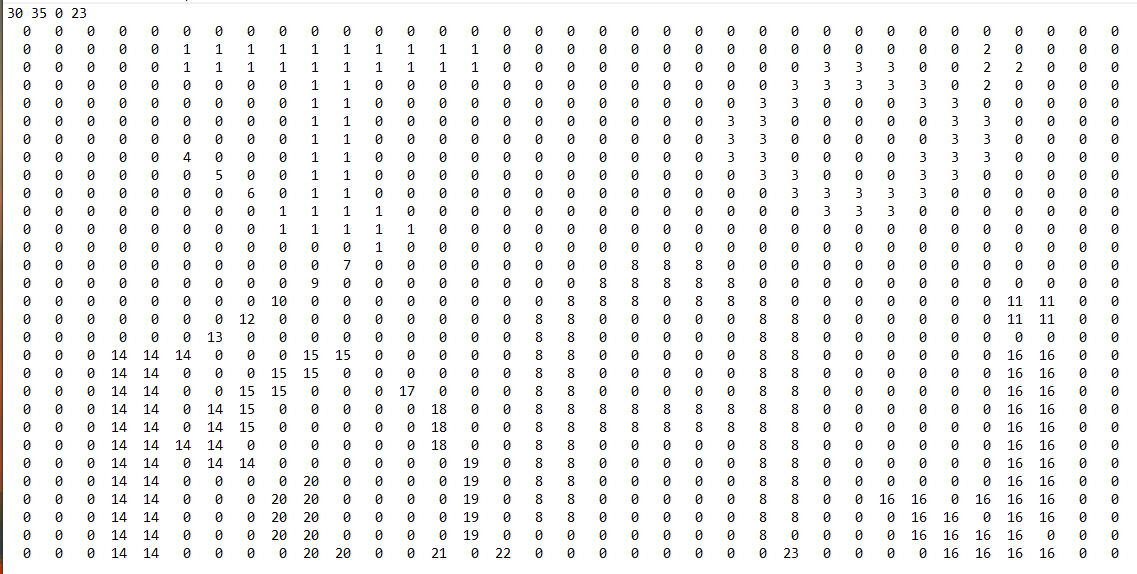 30 35 0 23
0 0 0 0 0 0 0 0 0 0 0 0 0 0 0 0 0 0 0 0 0 0 0 0 0 0 0 0 0 0 0 0 0 0 0
0 0 0 0 0 1 1 1 1 1 1 1 1 1 1 0 0 0 0 0 0 0 0 0 0 0 0 0 0 0 2 0 0 0 0
0 0 0 0 0 1 1 1 1 1 1 1 1 1 1 0 0 0 0 0 0 0 0 0 0 3 3 3 0 0 2 2 0 0 0
0 0 0 0 0 0 0 0 0 1 1 0 0 0 0 0 0 0 0 0 0 0 0 0 3 3 3 3 3 0 2 0 0 0 0
0 0 0 0 0 0 0 0 0 1 1 0 0 0 0 0 0 0 0 0 0 0 0 3 3 0 0 0 3 3 0 0 0 0 0
0 0 0 0 0 0 0 0 0 1 1 0 0 0 0 0 0 0 0 0 0 0 3 3 0 0 0 0 0 3 3 0 0 0 0
0 0 0 0 0 0 0 0 0 1 1 0 0 0 0 0 0 0 0 0 0 0 3 3 0 0 0 0 0 3 3 0 0 0 0
0 0 0 0 0 4 0 0 0 1 1 0 0 0 0 0 0 0 0 0 0 0 3 3 0 0 0 0 3 3 3 0 0 0 0
0 0 0 0 0 0 5 0 0 1 1 0 0 0 0 0 0 0 0 0 0 0 0 3 3 0 0 0 3 3 0 0 0 0 0
0 0 0 0 0 0 0 6 0 1 1 0 0 0 0 0 0 0 0 0 0 0 0 0 3 3 3 3 3 0 0 0 0 0 0
0 0 0 0 0 0 0 0 1 1 1 1 0 0 0 0 0 0 0 0 0 0 0 0 0 3 3 3 0 0 0 0 0 0 0
0 0 0 0 0 0 0 0 1 1 1 1 1 0 0 0 0 0 0 0 0 0 0 0 0 0 0 0 0 0 0 0 0 0 0
0 0 0 0 0 0 0 0 0 0 0 1 0 0 0 0 0 0 0 0 0 0 0 0 0 0 0 0 0 0 0 0 0 0 0
0 0 0 0 0 0 0 0 0 0 7 0 0 0 0 0 0 0 0 8 8 8 0 0 0 0 0 0 0 0 0 0 0 0 0
0 0 0 0 0 0 0 0 0 9 0 0 0 0 0 0 0 0 8 8 8 8 8 0 0 0 0 0 0 0 0 0 0 0 0
0 0 0 0 0 0 0 0 10 0 0 0 0 0 0 0 0 8 8 8 0 8 8 8 0 0 0 0 0 0 0 11 11 0 0
0 0 0 0 0 0 0 12 0 0 0 0 0 0 0 0 8 8 0 0 0 0 0 8 8 0 0 0 0 0 0 11 11 0 0
0 0 0 0 0 0 13 0 0 0 0 0 0 0 0 0 8 8 0 0 0 0 0 8 8 0 0 0 0 0 0 0 0 0 0
0 0 0 14 14 14 0 0 0 15 15 0 0 0 0 0 8 8 0 0 0 0 0 8 8 0 0 0 0 0 0 16 16 0 0
0 0 0 14 14 0 0 0 15 15 0 0 0 0 0 0 8 8 0 0 0 0 0 8 8 0 0 0 0 0 0 16 16 0 0
0 0 0 14 14 0 0 15 15 0 0 0 17 0 0 0 8 8 0 0 0 0 0 8 8 0 0 0 0 0 0 16 16 0 0
0 0 0 14 14 0 14 15 0 0 0 0 0 18 0 0 8 8 8 8 8 8 8 8 8 0 0 0 0 0 0 16 16 0 0
0 0 0 14 14 0 14 15 0 0 0 0 0 18 0 0 8 8 8 8 8 8 8 8 8 0 0 0 0 0 0 16 16 0 0
0 0 0 14 14 14 14 0 0 0 0 0 0 18 0 0 8 8 0 0 0 0 0 8 8 0 0 0 0 0 0 16 16 0 0
0 0 0 14 14 0 14 14 0 0 0 0 0 0 19 0 8 8 0 0 0 0 0 8 8 0 0 0 0 0 0 16 16 0 0
0 0 0 14 14 0 0 0 0 20 0 0 0 0 19 0 8 8 0 0 0 0 0 8 8 0 0 0 0 0 0 16 16 0 0
0 0 0 14 14 0 0 0 20 20 0 0 0 0 19 0 8 8 0 0 0 0 0 8 8 0 0 16 16 0 16 16 16 0 0
0 0 0 14 14 0 0 0 20 20 0 0 0 0 19 0 8 8 0 0 0 0 0 8 8 0 0 0 16 16 0 16 16 0 0
0 0 0 14 14 0 0 0 20 20 0 0 0 0 19 0 0 0 0 0 0 0 0 8 0 0 0 0 16 16 16 16 0 0 0
0 0 0 14 14 0 0 0 0 20 20 0 0 21 0 22 0 0 0 0 0 0 0 0 23 0 0 0 0 16 16 16 16 0 0